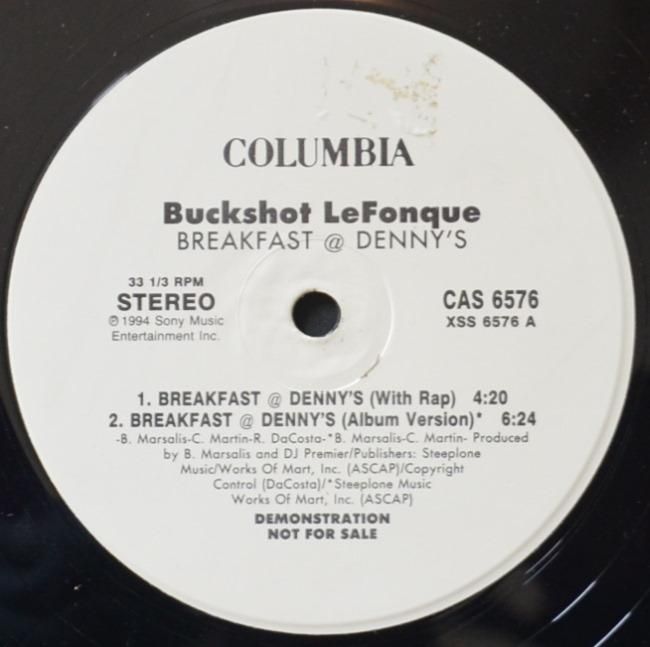 COLUMBIA
Buckshot LeFonque
BREAKFAST @ DENNY'S
33 1/3 RPM
STEREO
℗ 1994 Sony Music
Entertainment Inc.
CAS 6576
XSS 6576 A
1. BREAKFAST @ DENNY'S (With Rap) 4:20
2. BREAKFAST @ DENNY'S (Album Version)* 6:24
-B. Marsalis-C. Martin-R. DaCosta-*B. Marsalis-C. Martin- Produced
by B. Marsalis and DJ Premier/Publishers: Steeplone
Music/Works Of Mart, Inc. (ASCAP)/Copyright
Control (DaCosta)/*Steeplone Music
Works Of Mart, Inc. (ASCAP)
DEMONSTRATION
NOT FOR SALE